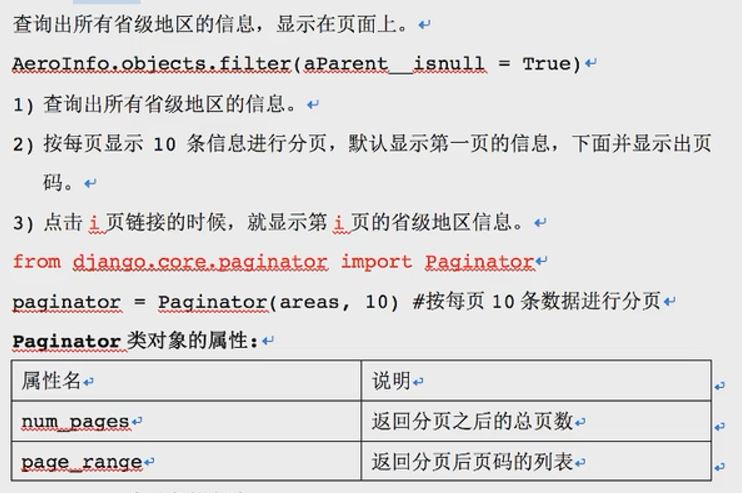 查询出所有省级地区的信息，显示在页面上。
AeroInfo.objects.filter(aParent__isnull = True)
1) 查询出所有省级地区的信息。
2) 按每页显示 10 条信息进行分页，默认显示第一页的信息，下面并显示出页
码。
3) 点击 i 页链接的时候，就显示第 i 页的省级地区信息。
from django.core.paginator import Paginator
paginator = Paginator(areas, 10) #按每页 10 条数据进行分页
Paginator 类对象的属性:
属性名 说明
num_pages 返回分页之后的总页数
page_range 返回分页后页码的列表